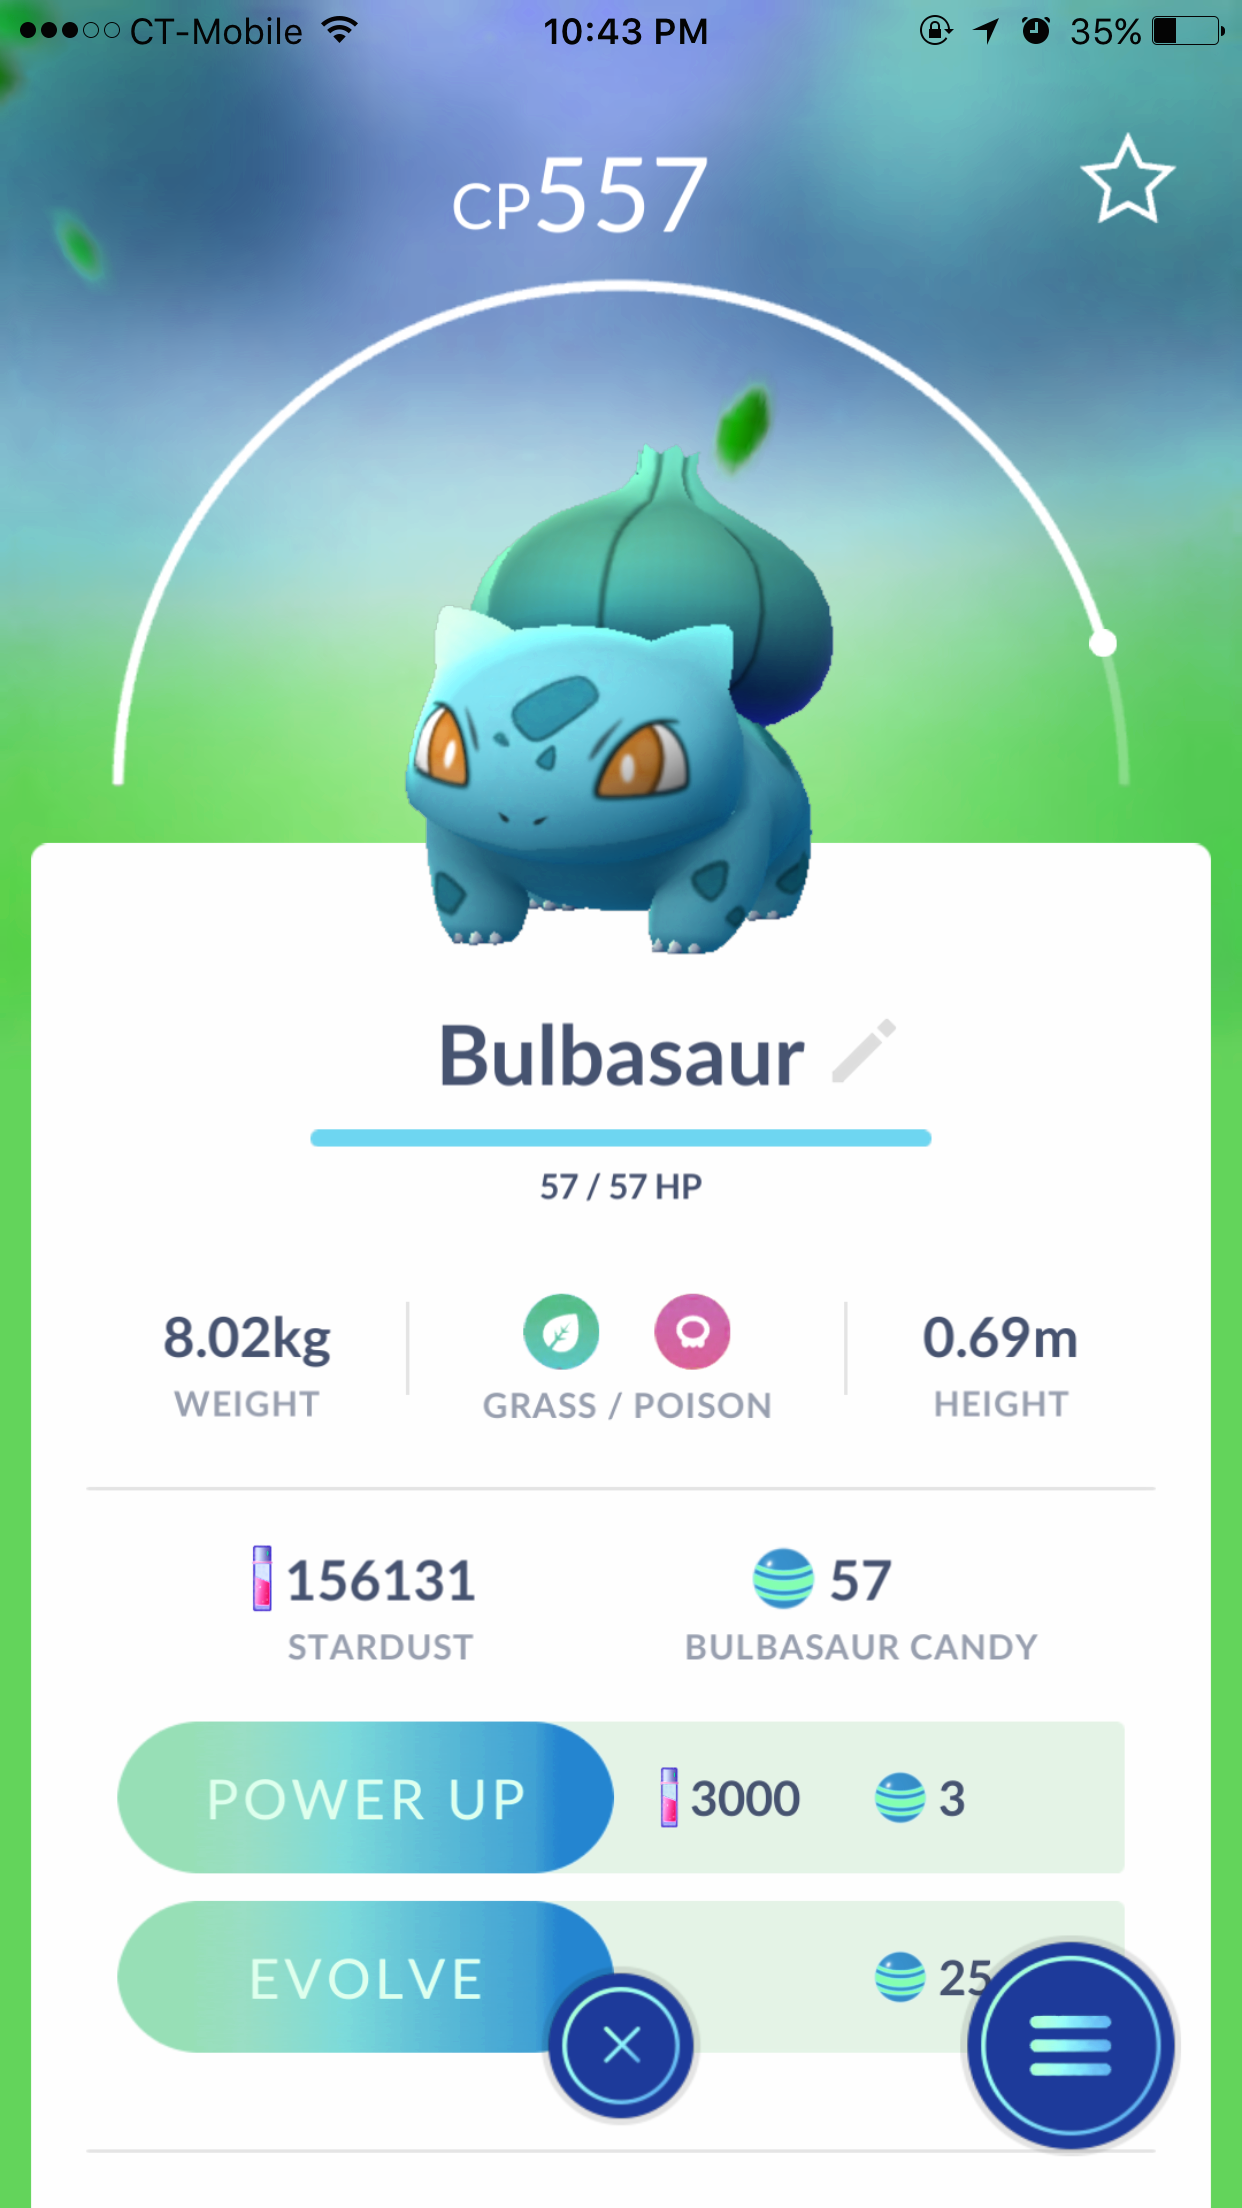 CT-Mobile 10:43 PM 35%
CP557
Bulbasaur
57 / 57 HP
8.02kg
WEIGHT
GRASS / POISON
0.69m
HEIGHT
156131
STARDUST
57
BULBASAUR CANDY
POWER UP 3000 3
EVOLVE 25